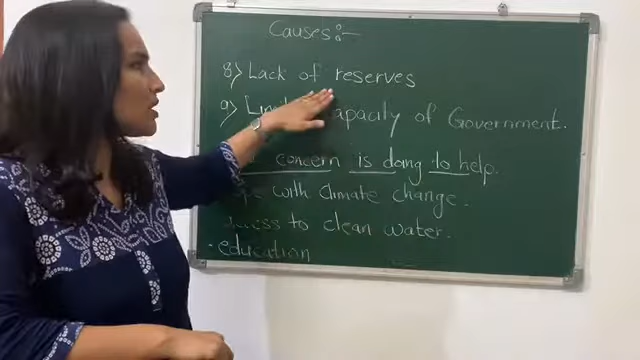 Causes :-
8) Lack of reserves
9) capacity of Government.
concern is doing to help.
with climate change.
to clean water.
- education